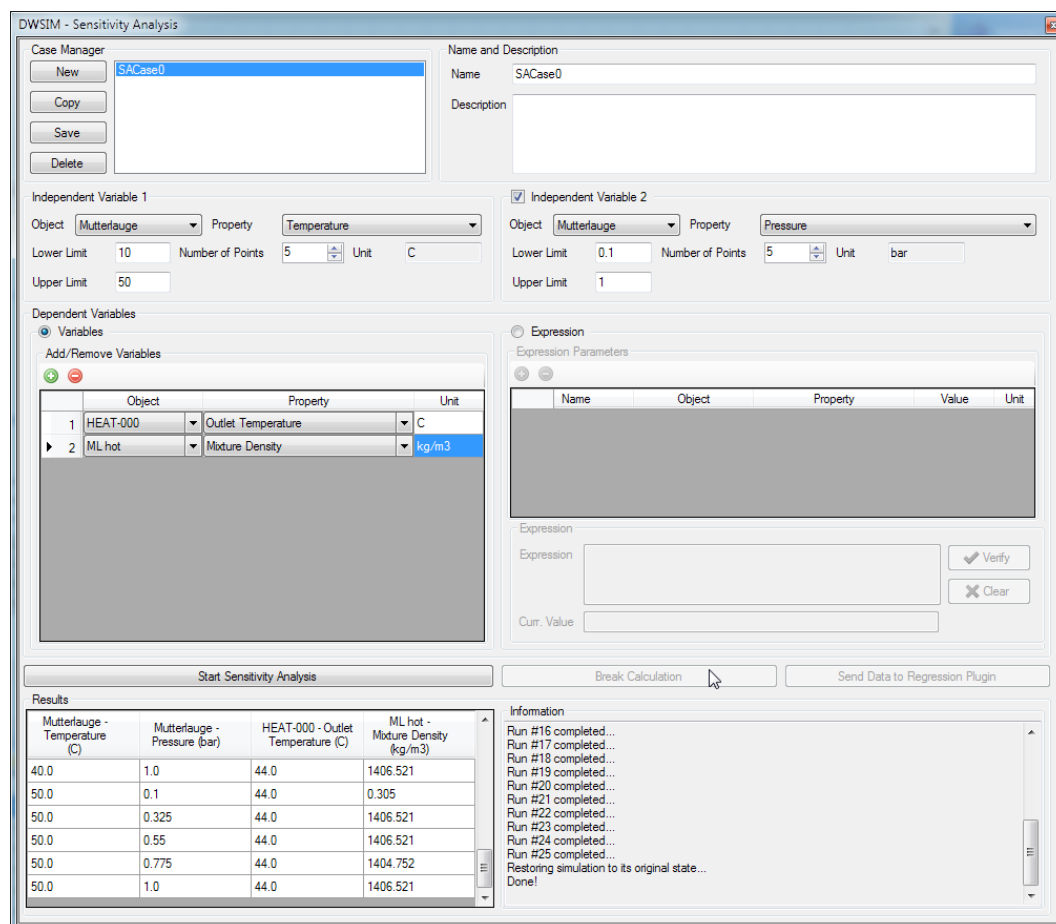 DWSIM - Sensitivity Analysis
Case Manager
New
Copy
Save
Delete
SACase0
Name and Description
Name SACase0
Description
Independent Variable 1
Object Mutterlauge Property Temperature
Lower Limit 10 Number of Points 5 Unit C
Upper Limit 50
Independent Variable 2
Object Mutterlauge Property Pressure
Lower Limit 0.1 Number of Points 5 Unit bar
Upper Limit 1
Dependent Variables
Variables
Add/Remove Variables
Object Property Unit
1 HEAT-000 Outlet Temperature C
2 ML hot Mixture Density kg/m3
Expression
Expression Parameters
Name Object Property Value Unit
Expression
Expression
Verify
Clear
Curr. Value
Start Sensitivity Analysis
Break Calculation
Send Data to Regression Plugin
Results
Mutterlauge - Temperature (C) Mutterlauge - Pressure (bar) HEAT-000 - Outlet Temperature (C) ML hot - Mixture Density (kg/m3)
40.0 1.0 44.0 1406.521
50.0 0.1 44.0 0.305
50.0 0.325 44.0 1406.521
50.0 0.55 44.0 1406.521
50.0 0.775 44.0 1404.752
50.0 1.0 44.0 1406.521
Information
Run #16 completed...
Run #17 completed...
Run #18 completed...
Run #19 completed...
Run #20 completed...
Run #21 completed...
Run #22 completed...
Run #23 completed...
Run #24 completed...
Run #25 completed...
Restoring simulation to its original state...
Done!